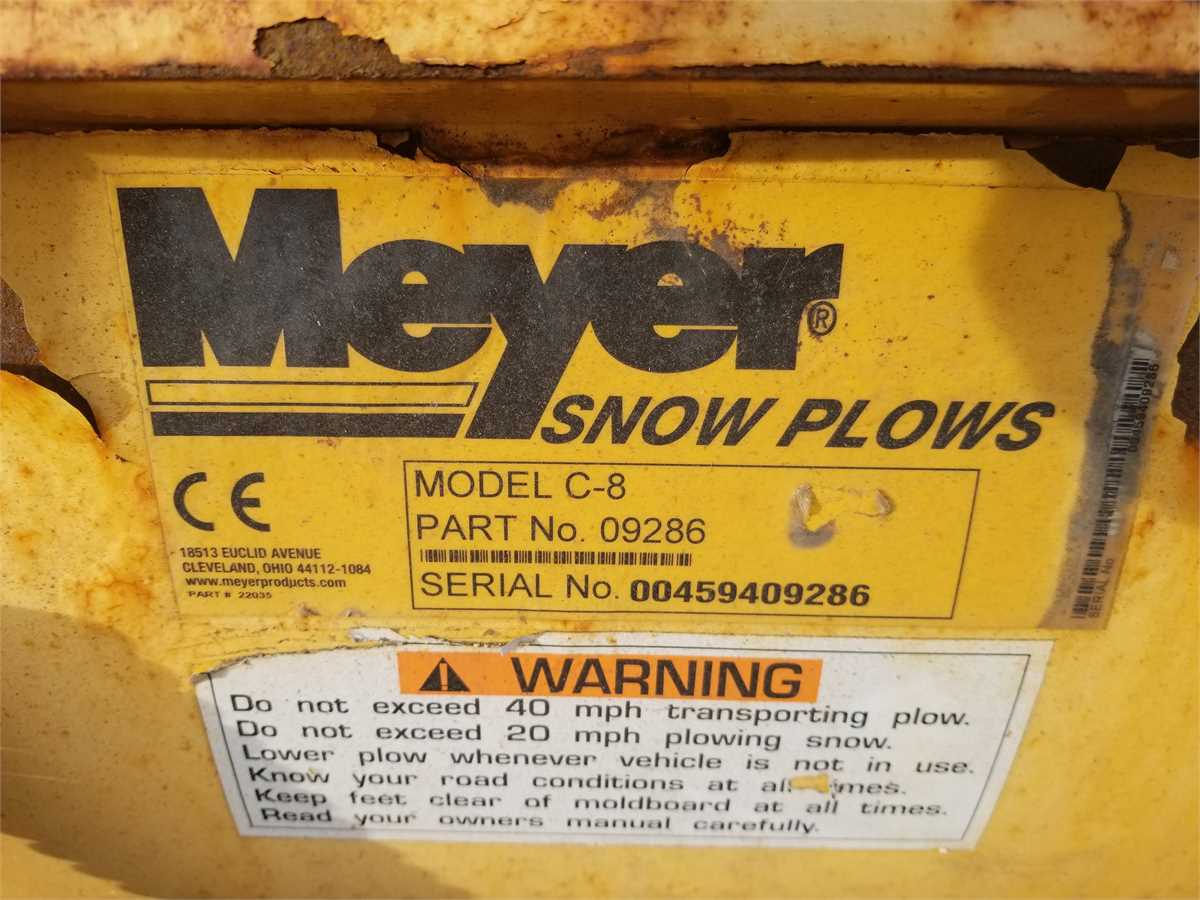 Meyer®
SNOW PLOWS
CE
MODEL C-8
PART No. 09286
SERIAL No. 00459409286
18513 EUCLID AVENUE
CLEVELAND, OHIO 44112-1084
www.meyerproducts.com
PART # 22035
SERIAL No
00459409286
WARNING
Do not exceed 40 mph transporting plow.
Do not exceed 20 mph plowing snow.
Lower plow whenever vehicle is not in use.
Know your road conditions at all times.
Keep feet clear of moldboard at all times.
Read your owners manual carefully.